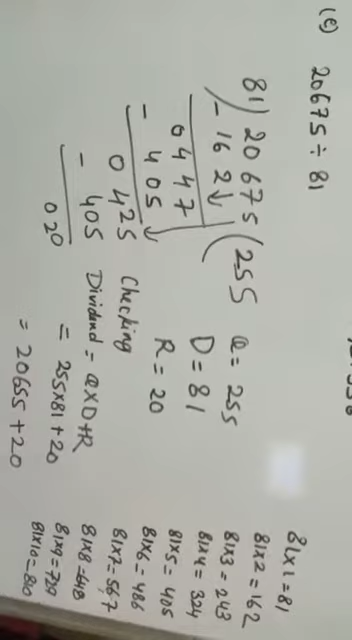 (e) 20675 ÷ 81
81) 20675 (255
- 162↓
0447
- 405↓
0425
- 405
020
Q = 255
D = 81
R = 20
Checking
Dividend = Q×D+R
= 255×81+20
= 20655+20
81×1=81
81×2=162
81×3=243
81×4=324
81×5=405
81×6=486
81×7=567
81×8=648
81×9=729
81×10=810